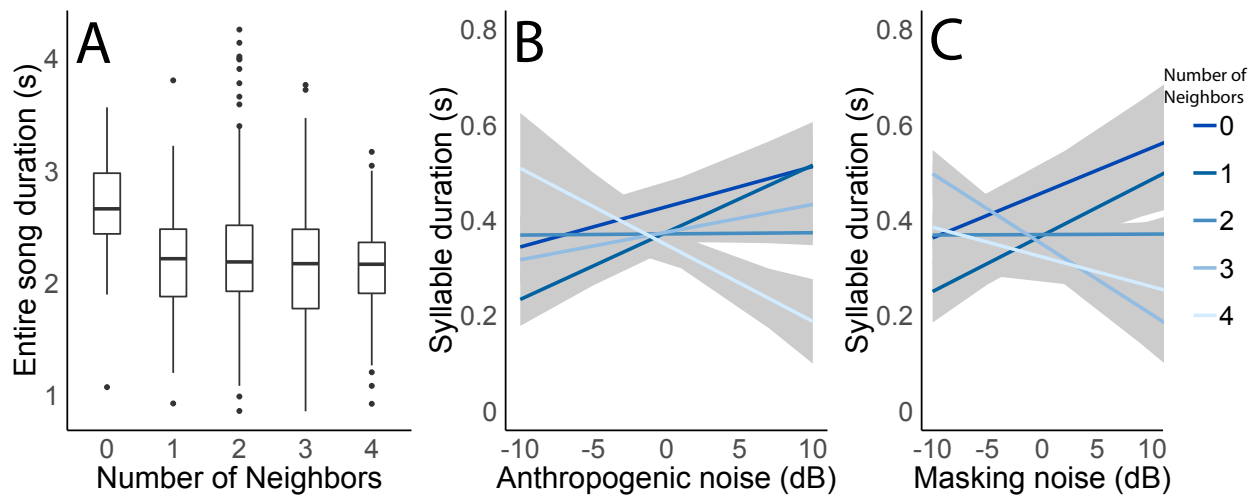 A
Entire song duration (s)
4
3
2
1
0 1 2 3 4
Number of Neighbors
B
Syllable duration (s)
0.8
0.6
0.4
0.2
0
-10 -5 0 5 10
Anthropogenic noise (dB)
C
Syllable duration (s)
0.8
0.6
0.4
0.2
0
-10 -5 0 5 10
Masking noise (dB)
Number of
Neighbors
0
1
2
3
4